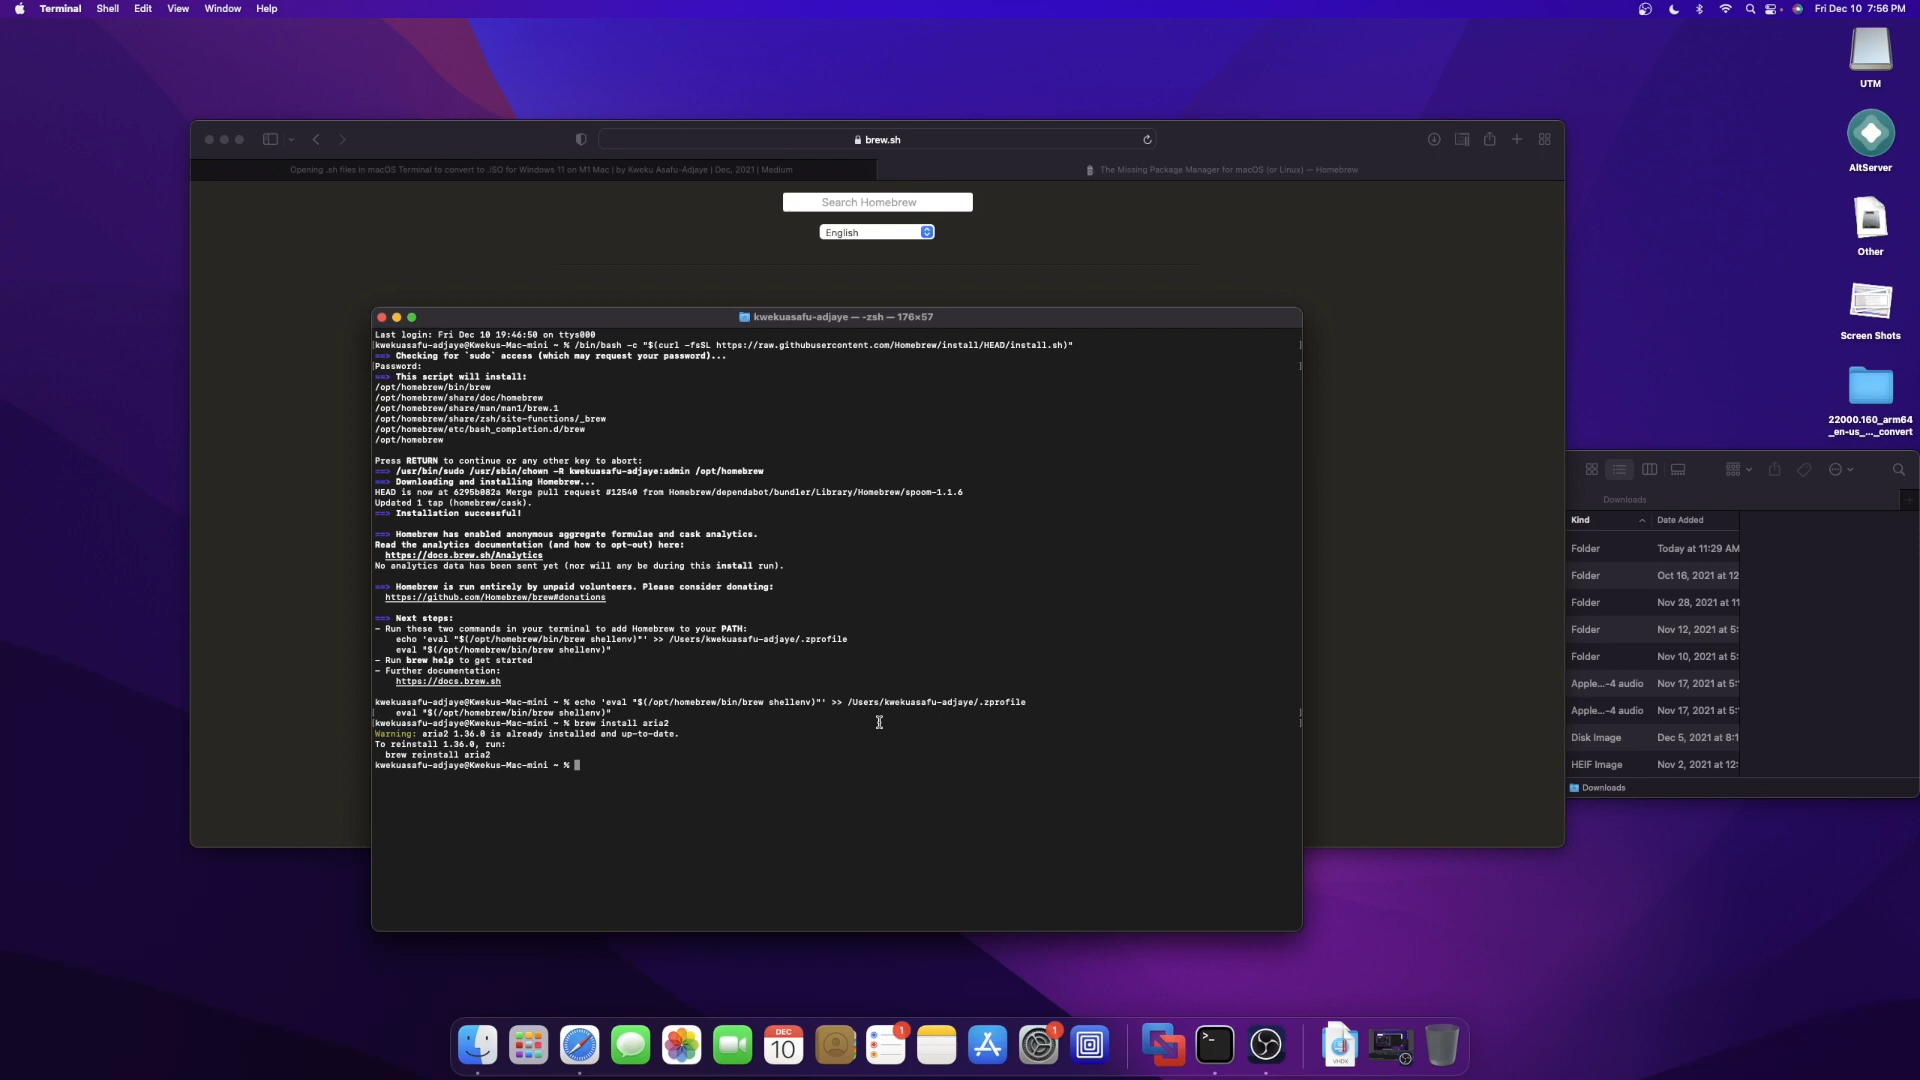 Terminal Shell Edit View Window Help
Fri Dec 10 7:56 PM
UTM
AltServer
Other
Screen Shots
22000.160_arm64
_en-us_..._convert
brew.sh
Opening .sh files in macOS Terminal to convert to .ISO for Windows 11 on M1 Mac | by Kweku Asafu-Adjaye | Dec, 2021 | Medium
The Missing Package Manager for macOS (or Linux) — Homebrew
Search Homebrew
English
kwekuasafu-adjaye — -zsh — 176×57
Last login: Fri Dec 10 19:46:50 on ttys000
kwekuasafu-adjaye@Kwekus-Mac-mini ~ % /bin/bash -c "$(curl -fsSL https://raw.githubusercontent.com/Homebrew/install/HEAD/install.sh)"
==> Checking for `sudo` access (which may request your password)...
Password:
==> This script will install:
/opt/homebrew/bin/brew
/opt/homebrew/share/doc/homebrew
/opt/homebrew/share/man/man1/brew.1
/opt/homebrew/share/zsh/site-functions/_brew
/opt/homebrew/etc/bash_completion.d/brew
/opt/homebrew
Press RETURN to continue or any other key to abort:
==> /usr/bin/sudo /usr/sbin/chown -R kwekuasafu-adjaye:admin /opt/homebrew
==> Downloading and installing Homebrew...
HEAD is now at 6295b082a Merge pull request #12540 from Homebrew/dependabot/bundler/Library/Homebrew/spoom-1.1.6
Updated 1 tap (homebrew/cask).
==> Installation successful!
==> Homebrew has enabled anonymous aggregate formulae and cask analytics.
Read the analytics documentation (and how to opt-out) here:
https://docs.brew.sh/Analytics
No analytics data has been sent yet (nor will any be during this install run).
==> Homebrew is run entirely by unpaid volunteers. Please consider donating:
https://github.com/Homebrew/brew#donations
==> Next steps:
- Run these two commands in your terminal to add Homebrew to your PATH:
echo 'eval "$(/opt/homebrew/bin/brew shellenv)"' >> /Users/kwekuasafu-adjaye/.zprofile
eval "$(/opt/homebrew/bin/brew shellenv)"
- Run brew help to get started
- Further documentation:
https://docs.brew.sh
kwekuasafu-adjaye@Kwekus-Mac-mini ~ % echo 'eval "$(/opt/homebrew/bin/brew shellenv)"' >> /Users/kwekuasafu-adjaye/.zprofile
eval "$(/opt/homebrew/bin/brew shellenv)"
kwekuasafu-adjaye@Kwekus-Mac-mini ~ % brew install aria2
Warning: aria2 1.36.0 is already installed and up-to-date.
To reinstall 1.36.0, run:
brew reinstall aria2
kwekuasafu-adjaye@Kwekus-Mac-mini ~ %
Downloads
Kind Date Added
Folder Today at 11:29 AM
Folder Oct 16, 2021 at 12
Folder Nov 28, 2021 at 11
Folder Nov 12, 2021 at 5:
Folder Nov 10, 2021 at 5:
Apple...-4 audio Nov 17, 2021 at 5:
Apple...-4 audio Nov 17, 2021 at 5:
Disk Image Dec 5, 2021 at 8:1
HEIF Image Nov 2, 2021 at 12:
Downloads
DEC
10
1
1
VHDX